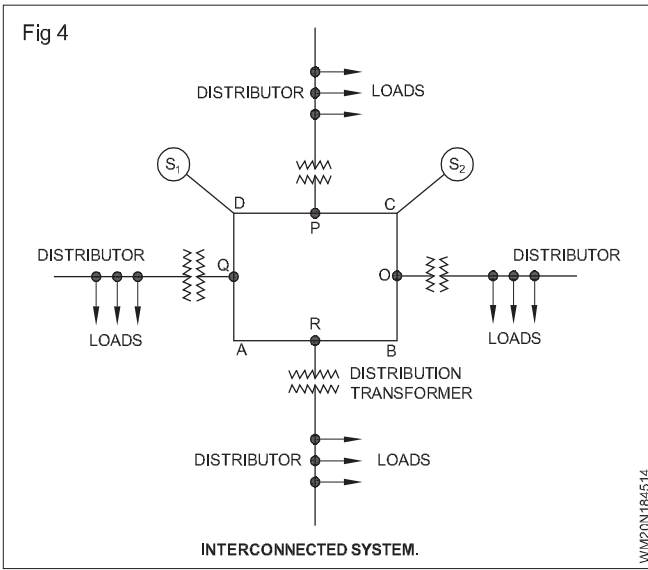 Fig 4
DISTRIBUTOR
LOADS
S1
S2
D
C
P
DISTRIBUTOR
DISTRIBUTOR
Q
O
LOADS
LOADS
R
A
B
DISTRIBUTION
TRANSFORMER
DISTRIBUTOR
LOADS
INTERCONNECTED SYSTEM.
WM20N184514